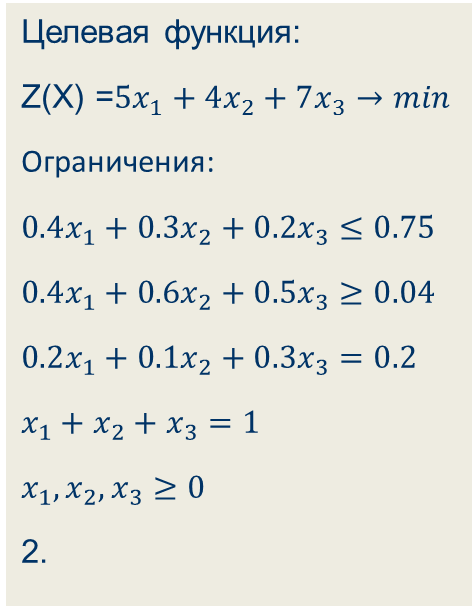 Целевая функция:
Z(X) =5x₁ + 4x₂ + 7x₃ → min
Ограничения:
0.4x₁ + 0.3x₂ + 0.2x₃ ≤ 0.75
0.4x₁ + 0.6x₂ + 0.5x₃ ≥ 0.04
0.2x₁ + 0.1x₂ + 0.3x₃ = 0.2
x₁ + x₂ + x₃ = 1
x₁, x₂, x₃ ≥ 0
2.